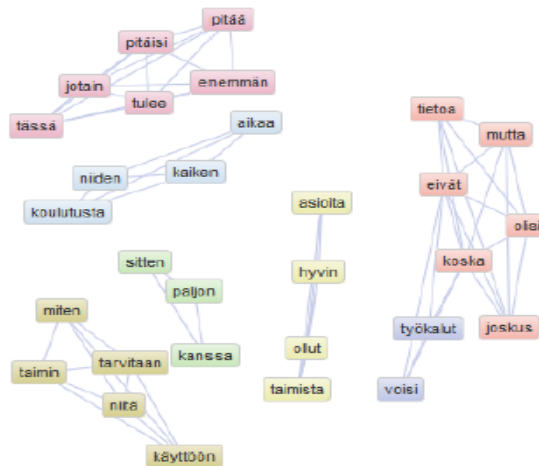 pitää
pitäisi
jotain
enemmän
tulee
tässä
aikaa
niiden
kaiken
koulutusta
tietoa
mutta
eivät
olisi
koska
joskus
työkalut
voisi
asioita
hyvin
ollut
taimista
sitten
paljon
kanssa
miten
tarvitaan
taimin
niitä
käyttöön